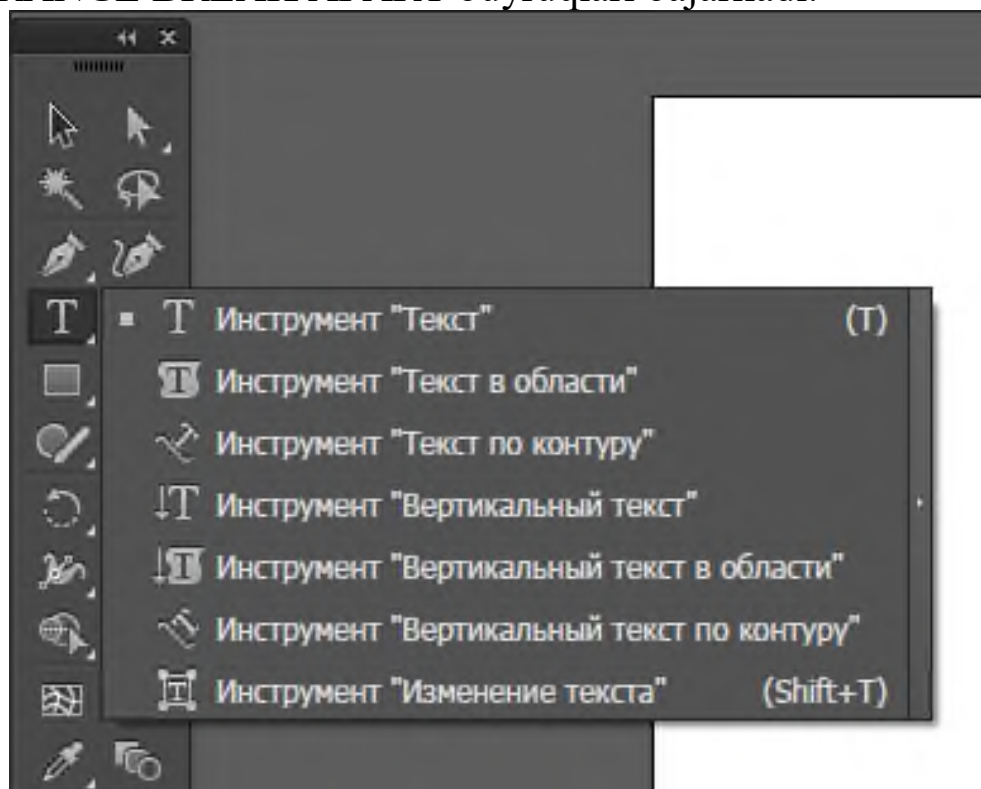 Инструмент "Текст" (T)
Инструмент "Текст в области"
Инструмент "Текст по контуру"
Инструмент "Вертикальный текст"
Инструмент "Вертикальный текст в области"
Инструмент "Вертикальный текст по контуру"
Инструмент "Изменение текста" (Shift+T)